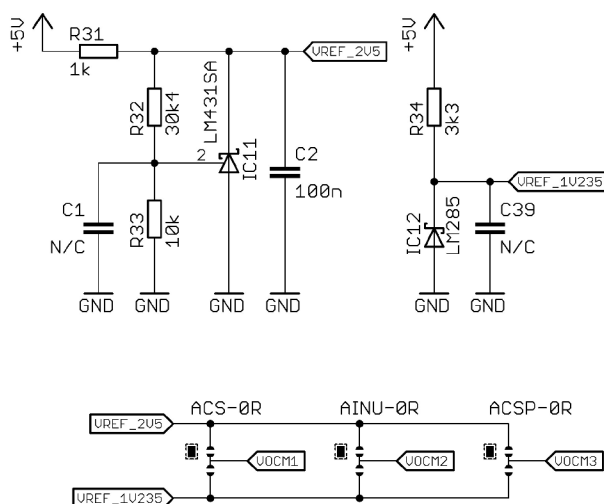 +5V
R31
1k
VREF_2V5
R32
30k4
LM431SA
2
IC11
C2
100n
C1
N/C
R33
10k
GND
GND
GND
GND
+5V
R34
3k3
VREF_1V235
IC12
LM285
C39
N/C
GND
GND
ACS-0R
AINV-0R
ACSP-0R
VREF_2V5
VOCM1
VOCM2
VOCM3
VREF_1V235